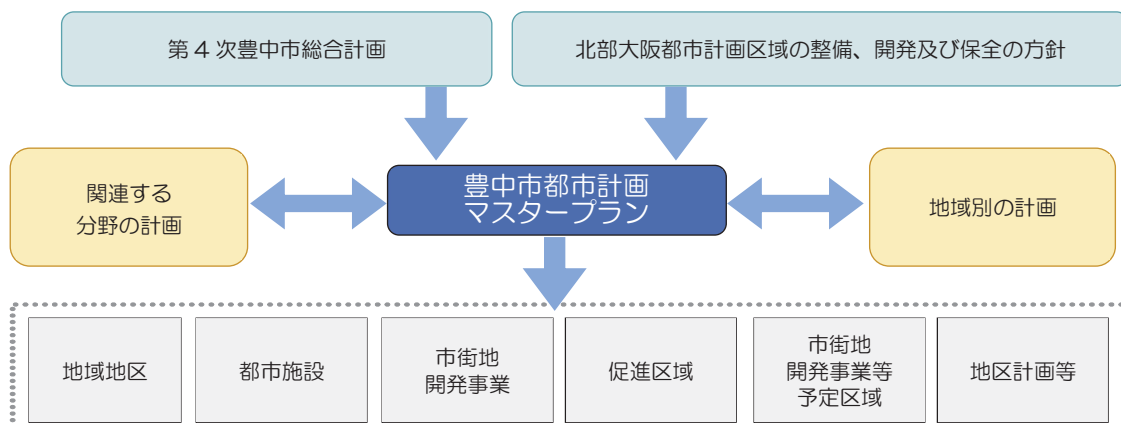 第4次豊中市総合計画
北部大阪都市計画区域の整備、開発及び保全の方針
関連する
分野の計画
豊中市都市計画
マスタープラン
地域別の計画
地域地区
都市施設
市街地
開発事業
促進区域
市街地
開発事業等
予定区域
地区計画等